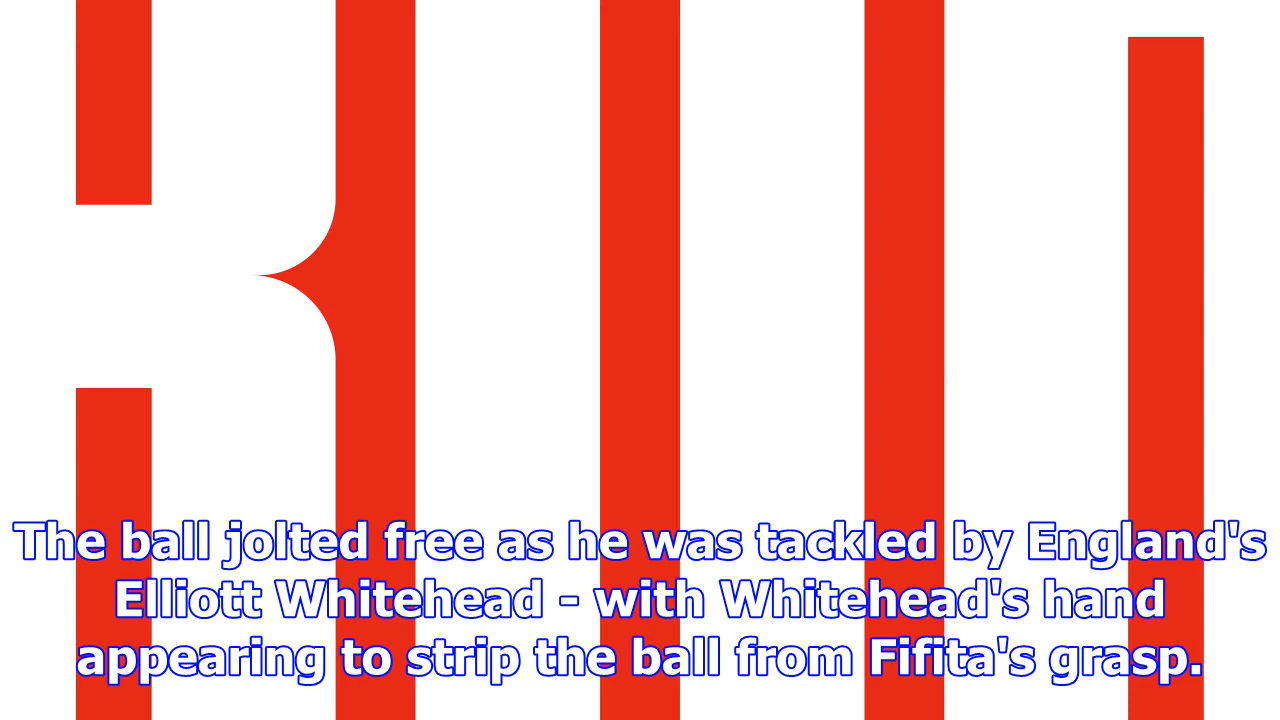 The ball jolted free as he was tackled by England's
Elliott Whitehead - with Whitehead's hand
appearing to strip the ball from Fifita's grasp.